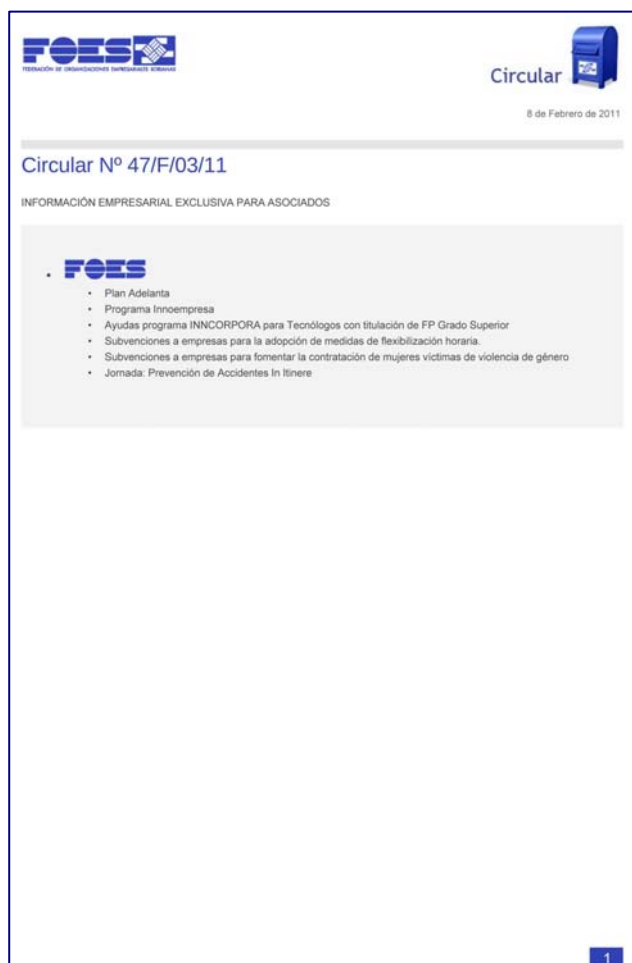 FOES
FEDERACIÓN DE ORGANIZACIONES EMPRESARIALES SORIANAS
Circular
8 de Febrero de 2011
Circular Nº 47/F/03/11
INFORMACIÓN EMPRESARIAL EXCLUSIVA PARA ASOCIADOS
• FOES
• Plan Adelanta
• Programa Innoempresa
• Ayudas programa INNCORPORA para Tecnólogos con titulación de FP Grado Superior
• Subvenciones a empresas para la adopción de medidas de flexibilización horaria.
• Subvenciones a empresas para fomentar la contratación de mujeres víctimas de violencia de género
• Jornada: Prevención de Accidentes In Itinere
1